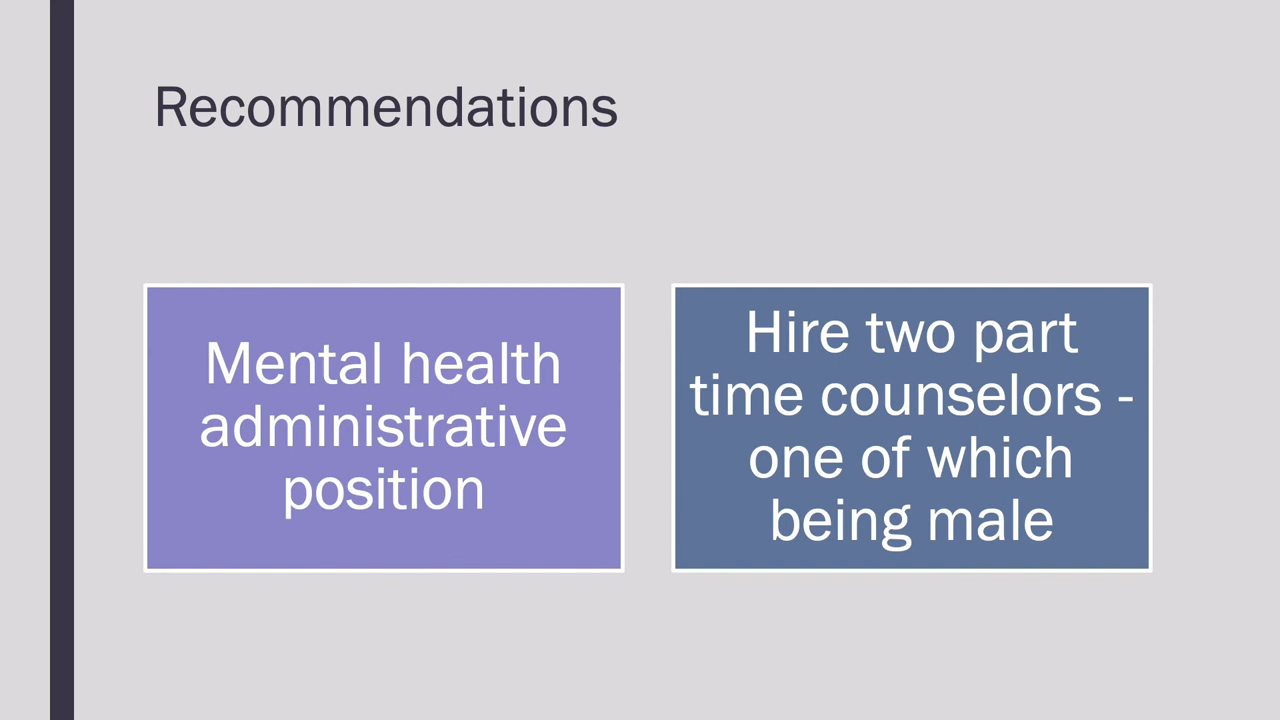 Recommendations
Mental health
administrative
position
Hire two part
time counselors -
one of which
being male